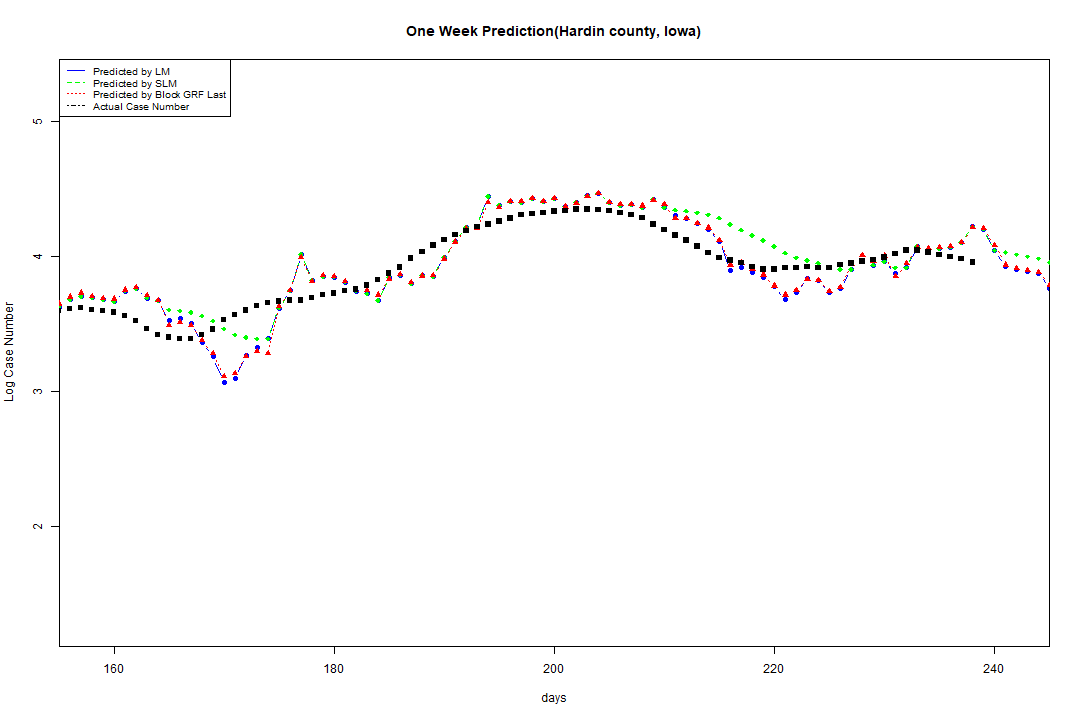 One Week Prediction(Hardin county, Iowa)
Predicted by LM
Predicted by SLM
Predicted by Block GRF Last
Actual Case Number
5
4
3
2
Log Case Number
160 180 200 220 240
days